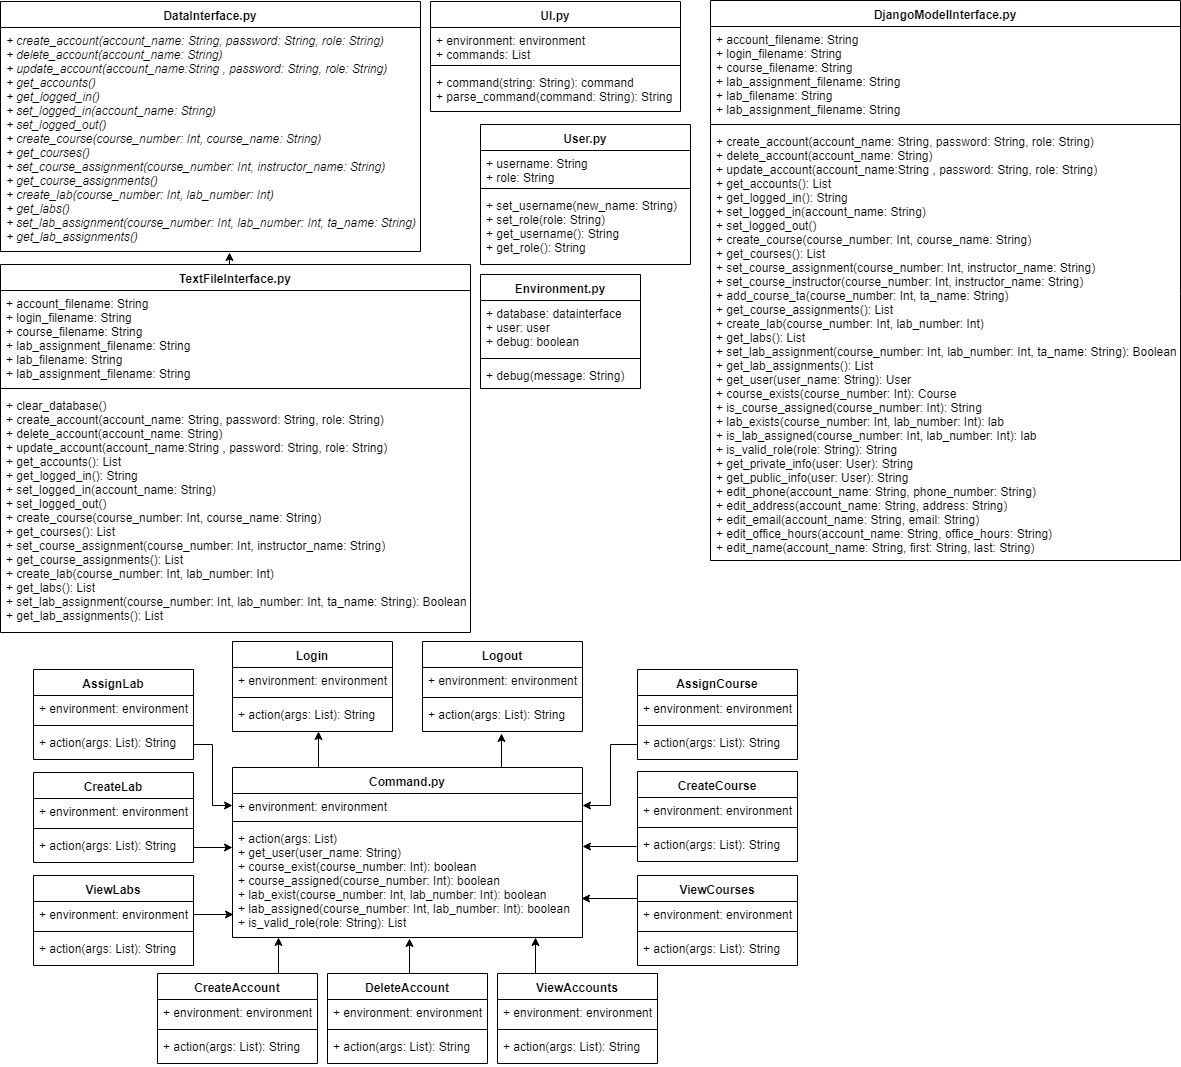 DataInterface.py
+ create_account(account_name: String, password: String, role: String)
+ delete_account(account_name: String)
+ update_account(account_name:String , password: String, role: String)
+ get_accounts()
+ get_logged_in()
+ set_logged_in(account_name: String)
+ set_logged_out()
+ create_course(course_number: Int, course_name: String)
+ get_courses()
+ set_course_assignment(course_number: Int, instructor_name: String)
+ get_course_assignments()
+ create_lab(course_number: Int, lab_number: Int)
+ get_labs()
+ set_lab_assignment(course_number: Int, lab_number: Int, ta_name: String)
+ get_lab_assignments()
UI.py
+ environment: environment
+ commands: List
+ command(string: String): command
+ parse_command(command: String): String
User.py
+ username: String
+ role: String
+ set_username(new_name: String)
+ set_role(role: String)
+ get_username(): String
+ get_role(): String
Environment.py
+ database: datainterface
+ user: user
+ debug: boolean
+ debug(message: String)
DjangoModelInterface.py
+ account_filename: String
+ login_filename: String
+ course_filename: String
+ lab_assignment_filename: String
+ lab_filename: String
+ lab_assignment_filename: String
+ create_account(account_name: String, password: String, role: String)
+ delete_account(account_name: String)
+ update_account(account_name:String , password: String, role: String)
+ get_accounts(): List
+ get_logged_in(): String
+ set_logged_in(account_name: String)
+ set_logged_out()
+ create_course(course_number: Int, course_name: String)
+ get_courses(): List
+ set_course_assignment(course_number: Int, instructor_name: String)
+ set_course_instructor(course_number: Int, instructor_name: String)
+ add_course_ta(course_number: Int, ta_name: String)
+ get_course_assignments(): List
+ create_lab(course_number: Int, lab_number: Int)
+ get_labs(): List
+ set_lab_assignment(course_number: Int, lab_number: Int, ta_name: String): Boolean
+ get_lab_assignments(): List
+ get_user(user_name: String): User
+ course_exists(course_number: Int): Course
+ is_course_assigned(course_number: Int): String
+ lab_exists(course_number: Int, lab_number: Int): lab
+ is_lab_assigned(course_number: Int, lab_number: Int): lab
+ is_valid_role(role: String): String
+ get_private_info(user: User): String
+ get_public_info(user: User): String
+ edit_phone(account_name: String, phone_number: String)
+ edit_address(account_name: String, address: String)
+ edit_email(account_name: String, email: String)
+ edit_office_hours(account_name: String, office_hours: String)
+ edit_name(account_name: String, first: String, last: String)
TextFileInterface.py
+ account_filename: String
+ login_filename: String
+ course_filename: String
+ lab_assignment_filename: String
+ lab_filename: String
+ lab_assignment_filename: String
+ clear_database()
+ create_account(account_name: String, password: String, role: String)
+ delete_account(account_name: String)
+ update_account(account_name:String , password: String, role: String)
+ get_accounts(): List
+ get_logged_in(): String
+ set_logged_in(account_name: String)
+ set_logged_out()
+ create_course(course_number: Int, course_name: String)
+ get_courses(): List
+ set_course_assignment(course_number: Int, instructor_name: String)
+ get_course_assignments(): List
+ create_lab(course_number: Int, lab_number: Int)
+ get_labs(): List
+ set_lab_assignment(course_number: Int, lab_number: Int, ta_name: String): Boolean
+ get_lab_assignments(): List
Login
+ environment: environment
+ action(args: List): String
Logout
+ environment: environment
+ action(args: List): String
AssignLab
+ environment: environment
+ action(args: List): String
AssignCourse
+ environment: environment
+ action(args: List): String
CreateLab
+ environment: environment
+ action(args: List): String
Command.py
+ environment: environment
+ action(args: List)
+ get_user(user_name: String)
+ course_exist(course_number: Int): boolean
+ course_assigned(course_number: Int): boolean
+ lab_exist(course_number: Int, lab_number: Int): boolean
+ lab_assigned(course_number: Int, lab_number: Int): boolean
+ is_valid_role(role: String): List
CreateCourse
+ environment: environment
+ action(args: List): String
ViewLabs
+ environment: environment
+ action(args: List): String
ViewCourses
+ environment: environment
+ action(args: List): String
CreateAccount
+ environment: environment
+ action(args: List): String
DeleteAccount
+ environment: environment
+ action(args: List): String
ViewAccounts
+ environment: environment
+ action(args: List): String